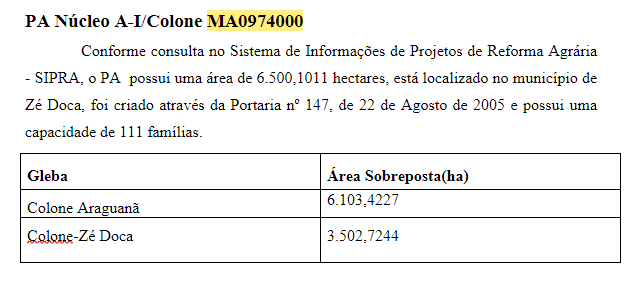 PA Núcleo A-I/Colone MA0974000
Conforme consulta no Sistema de Informações de Projetos de Reforma Agrária
- SIPRA, o PA possui uma área de 6.500,1011 hectares, está localizado no município de
Zé Doca, foi criado através da Portaria nº 147, de 22 de Agosto de 2005 e possui uma
capacidade de 111 famílias.
Gleba Área Sobreposta(ha)
Colone Araguanã 6.103,4227
Colone-Zé Doca 3.502,7244